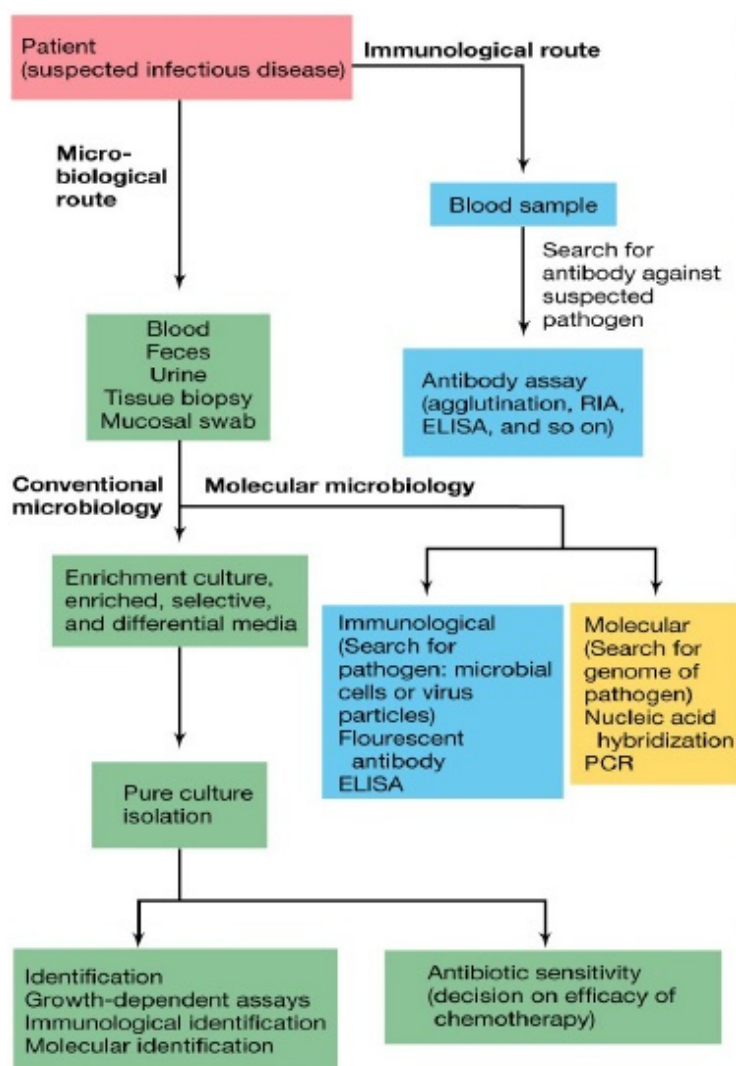 Patient
(suspected infectious disease)
Immunological route
Micro-
biological
route
Blood sample
Search for
antibody against
suspected
pathogen
Blood
Feces
Urine
Tissue biopsy
Mucosal swab
Antibody assay
(agglutination, RIA,
ELISA, and so on)
Conventional
microbiology
Molecular microbiology
Enrichment culture,
enriched, selective,
and differential media
Immunological
(Search for
pathogen: microbial
cells or virus
particles)
Flourescent
antibody
ELISA
Molecular
(Search for
genome of
pathogen)
Nucleic acid
hybridization
PCR
Pure culture
isolation
Identification
Growth-dependent assays
Immunological identification
Molecular identification
Antibiotic sensitivity
(decision on efficacy of
chemotherapy)